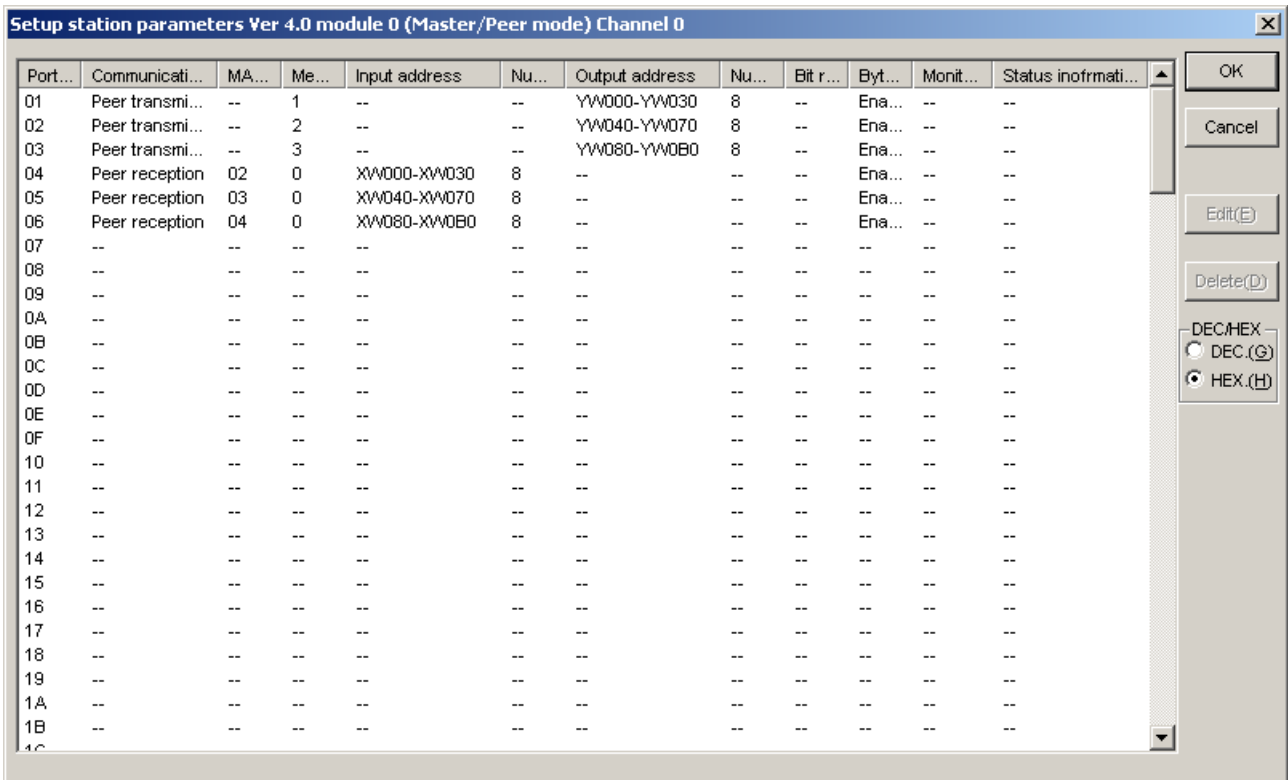 Setup station parameters Ver 4.0 module 0 (Master/Peer mode) Channel 0
Port... Communicati... MA... Me... Input address Nu... Output address Nu... Bit r... Byt... Monit... Status inofrmati...
01 Peer transmi... -- 1 -- -- YW000-YW030 8 -- Ena... -- --
02 Peer transmi... -- 2 -- -- YW040-YW070 8 -- Ena... -- --
03 Peer transmi... -- 3 -- -- YW080-YW0B0 8 -- Ena... -- --
04 Peer reception 02 0 XW000-XW030 8 -- -- -- Ena... -- --
05 Peer reception 03 0 XW040-XW070 8 -- -- -- Ena... -- --
06 Peer reception 04 0 XW080-XW0B0 8 -- -- -- Ena... -- --
07 -- -- -- -- -- -- -- -- -- -- --
08 -- -- -- -- -- -- -- -- -- -- --
09 -- -- -- -- -- -- -- -- -- -- --
0A -- -- -- -- -- -- -- -- -- -- --
0B -- -- -- -- -- -- -- -- -- -- --
0C -- -- -- -- -- -- -- -- -- -- --
0D -- -- -- -- -- -- -- -- -- -- --
0E -- -- -- -- -- -- -- -- -- -- --
0F -- -- -- -- -- -- -- -- -- -- --
10 -- -- -- -- -- -- -- -- -- -- --
11 -- -- -- -- -- -- -- -- -- -- --
12 -- -- -- -- -- -- -- -- -- -- --
13 -- -- -- -- -- -- -- -- -- -- --
14 -- -- -- -- -- -- -- -- -- -- --
15 -- -- -- -- -- -- -- -- -- -- --
16 -- -- -- -- -- -- -- -- -- -- --
17 -- -- -- -- -- -- -- -- -- -- --
18 -- -- -- -- -- -- -- -- -- -- --
19 -- -- -- -- -- -- -- -- -- -- --
1A -- -- -- -- -- -- -- -- -- -- --
1B -- -- -- -- -- -- -- -- -- -- --
OK
Cancel
Edit(E)
Delete(D)
DEC/HEX
DEC.(G)
HEX.(H)